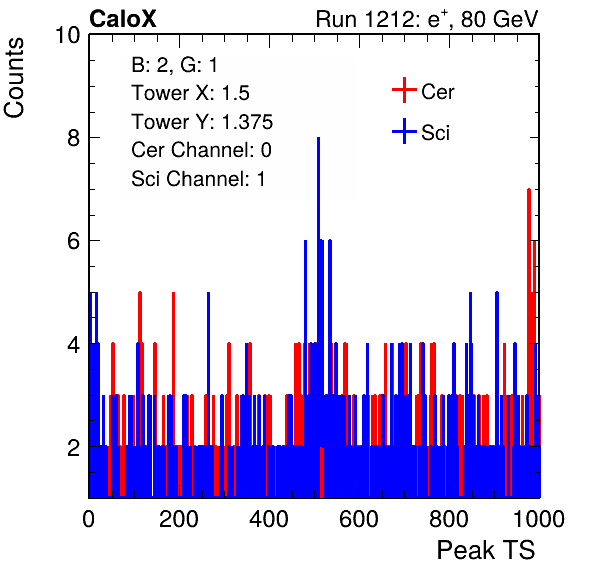 CaloX Run 1212: e⁺, 80 GeV
Counts
10
8
6
4
2
B: 2, G: 1
Tower X: 1.5
Tower Y: 1.375
Cer Channel: 0
Sci Channel: 1
Cer
Sci
0 200 400 600 800 1000
Peak TS